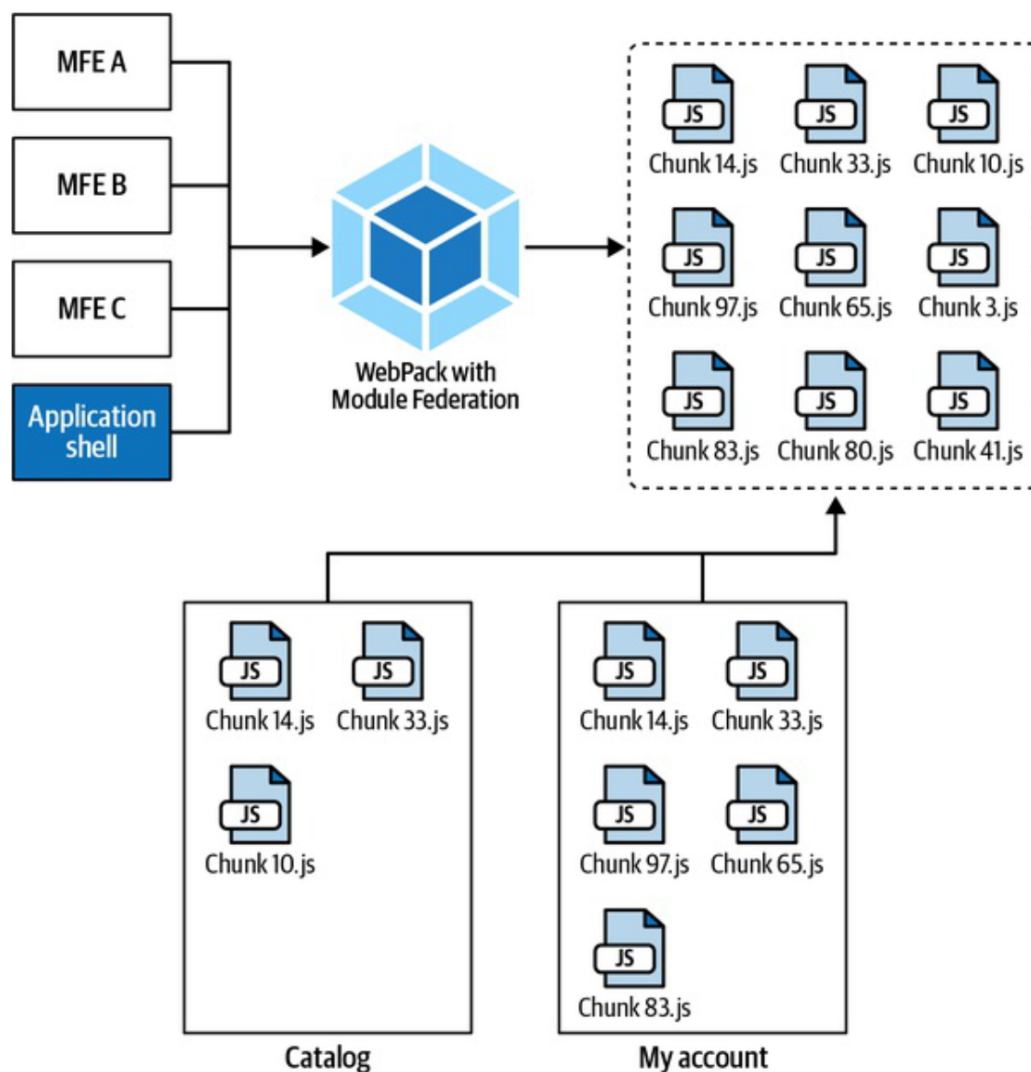 MFE A
MFE B
MFE C
Application
shell
WebPack with
Module Federation
JS
Chunk 14.js
JS
Chunk 33.js
JS
Chunk 10.js
JS
Chunk 97.js
JS
Chunk 65.js
JS
Chunk 3.js
JS
Chunk 83.js
JS
Chunk 80.js
JS
Chunk 41.js
JS
Chunk 14.js
JS
Chunk 33.js
JS
Chunk 10.js
Catalog
JS
Chunk 14.js
JS
Chunk 33.js
JS
Chunk 97.js
JS
Chunk 65.js
JS
Chunk 83.js
My account